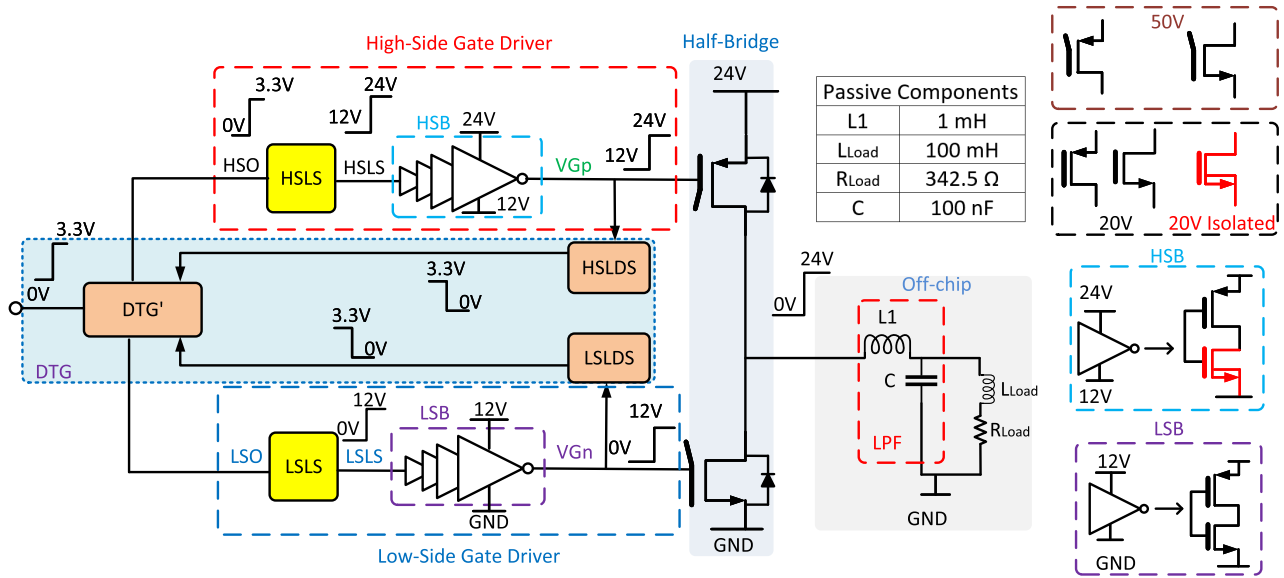 High-Side Gate Driver
3.3V
0V
24V
12V
HSO
HSLS
HSLS
HSB
24V
12V
VGp
24V
12V
Half-Bridge
24V
GND
3.3V
0V
DTG'
DTG
3.3V
0V
3.3V
0V
HSLDS
LSLDS
LSO
LSLS
LSLS
12V
0V
LSB
12V
GND
VGn
12V
0V
Low-Side Gate Driver
24V
0V
Passive Components
L1 1 mH
LLoad 100 mH
RLoad 342.5 Ω
C 100 nF
Off-chip
L1
C
LPF
LLoad
RLoad
GND
50V
20V
20V Isolated
HSB
24V
12V
LSB
12V
GND